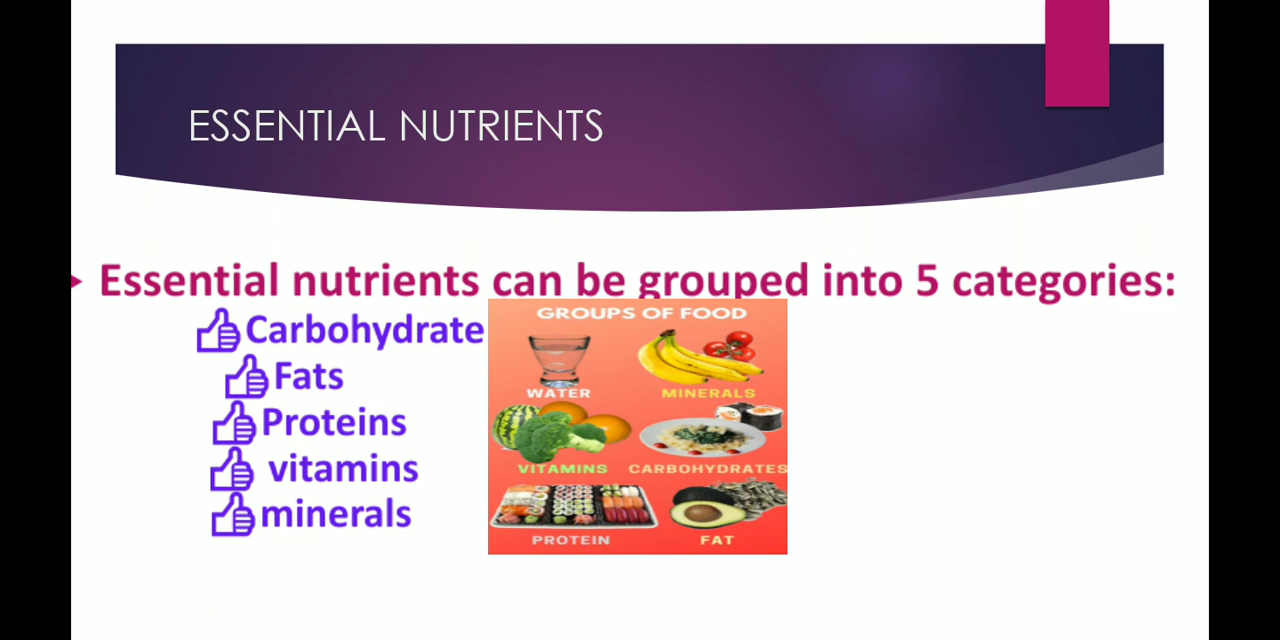 ESSENTIAL NUTRIENTS
Essential nutrients can be grouped into 5 categories:
Carbohydrate
Fats
Proteins
vitamins
minerals
GROUPS OF FOOD
WATER MINERALS
VITAMINS CARBOHYDRATES
PROTEIN FAT